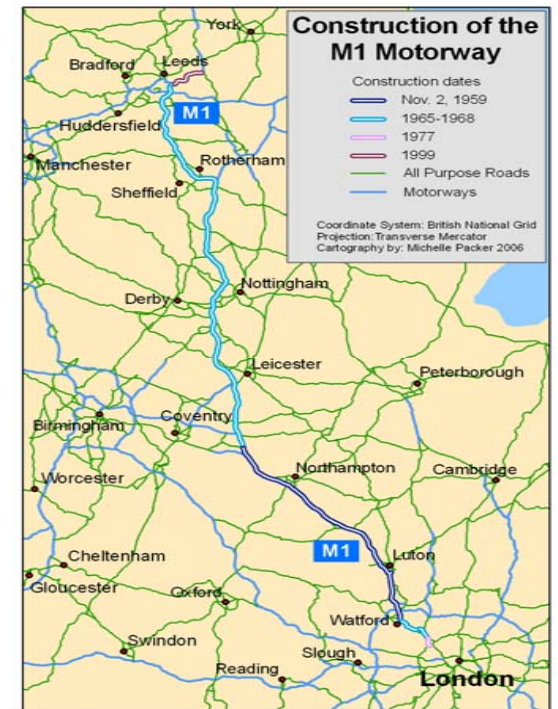 Construction of the
M1 Motorway
Construction dates
Nov. 2, 1959
1965-1968
1977
1999
All Purpose Roads
Motorways
Coordinate System: British National Grid
Projection: Transverse Mercator
Cartography by: Michelle Packer 2006
York
Leeds
Bradford
M1
Huddersfield
Manchester
Rotherham
Sheffield
Nottingham
Derby
Leicester
Peterborough
Birmingham
Coventry
Northampton
Cambridge
Worcester
M1
Luton
Cheltenham
Gloucester
Oxford
Watford
Swindon
Slough
Reading
London